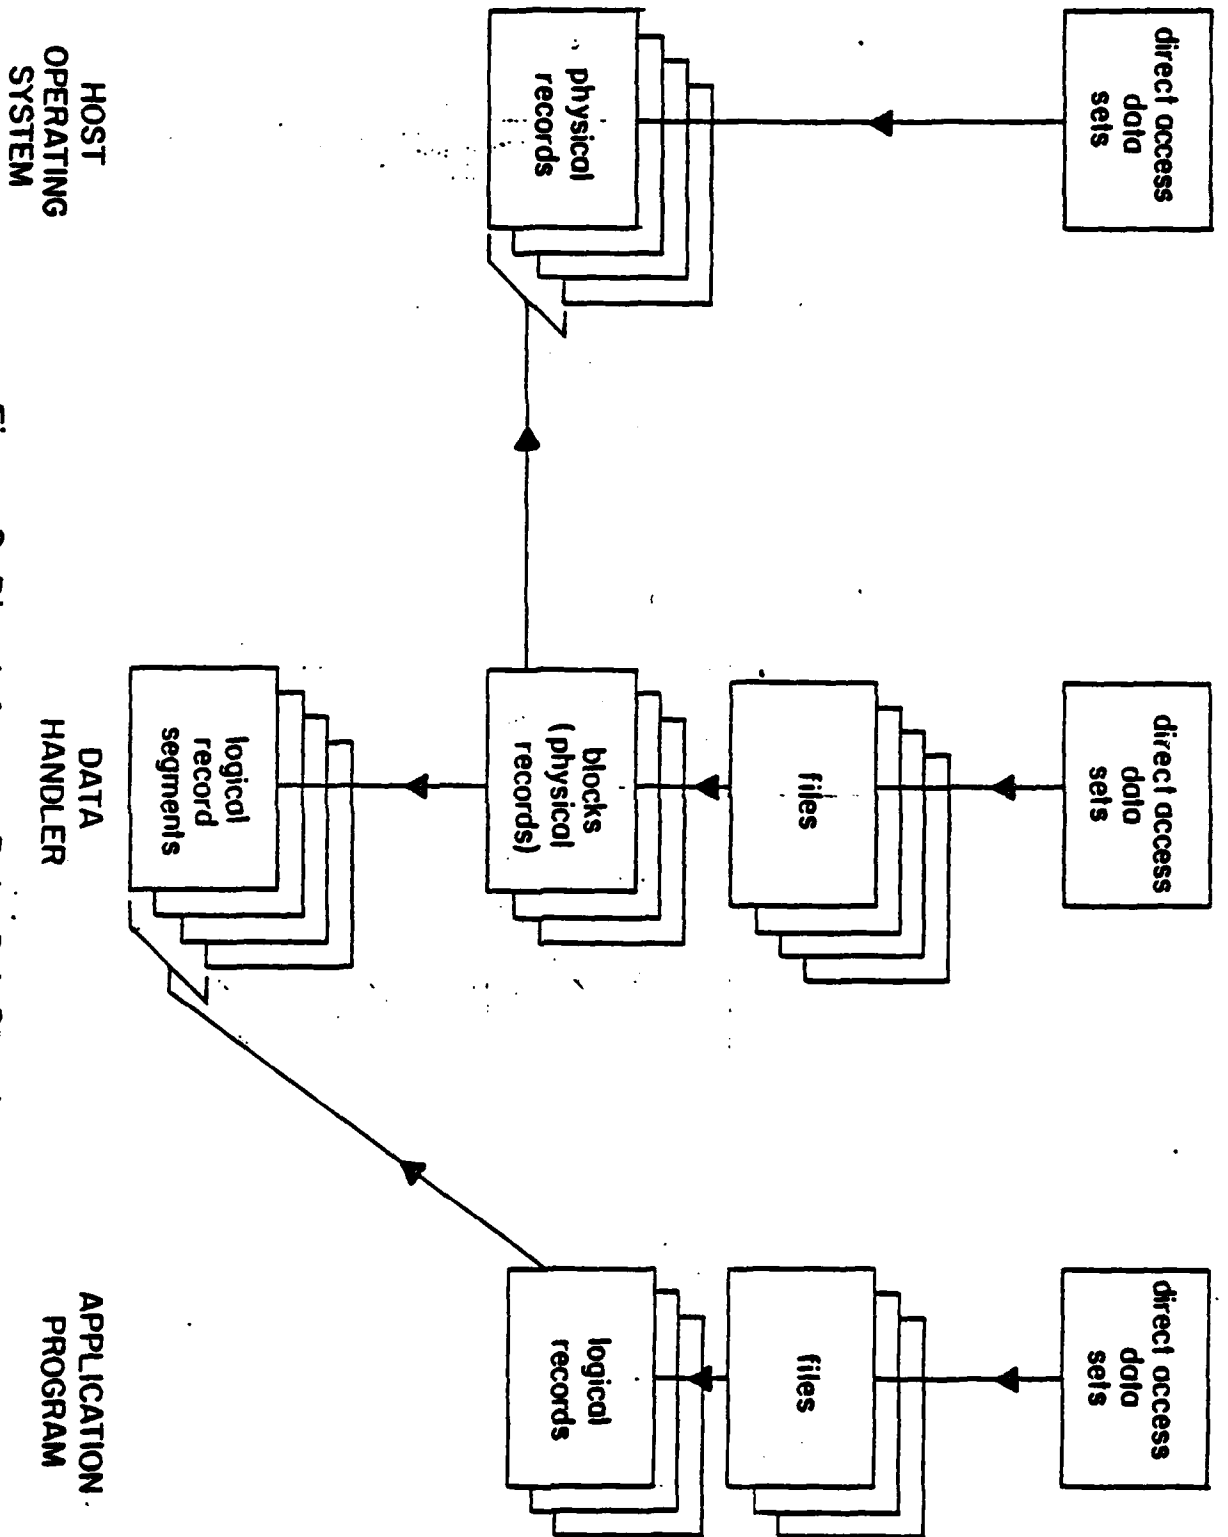 direct access
data
sets
direct access
data
sets
direct access
data
sets
files
files
physical
records
blocks
(physical
records)
logical
records
logical
record
segments
HOST
OPERATING
SYSTEM
DATA
HANDLER
APPLICATION
PROGRAM